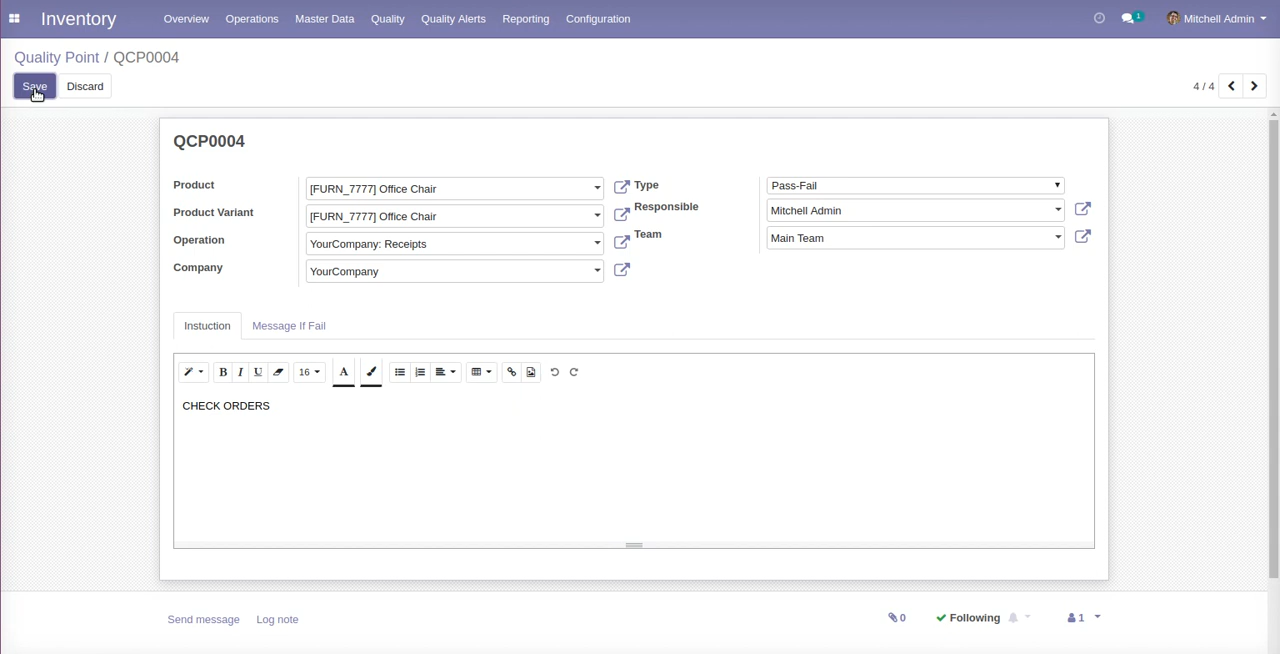 Inventory Overview Operations Master Data Quality Quality Alerts Reporting Configuration 1 Mitchell Admin
Quality Point / QCP0004
Save Discard 4 / 4
QCP0004
Product [FURN_7777] Office Chair Type Pass-Fail
Product Variant [FURN_7777] Office Chair Responsible Mitchell Admin
Operation YourCompany: Receipts Team Main Team
Company YourCompany
Instuction Message If Fail
B I U 16 A
CHECK ORDERS
Send message Log note 0 Following 1